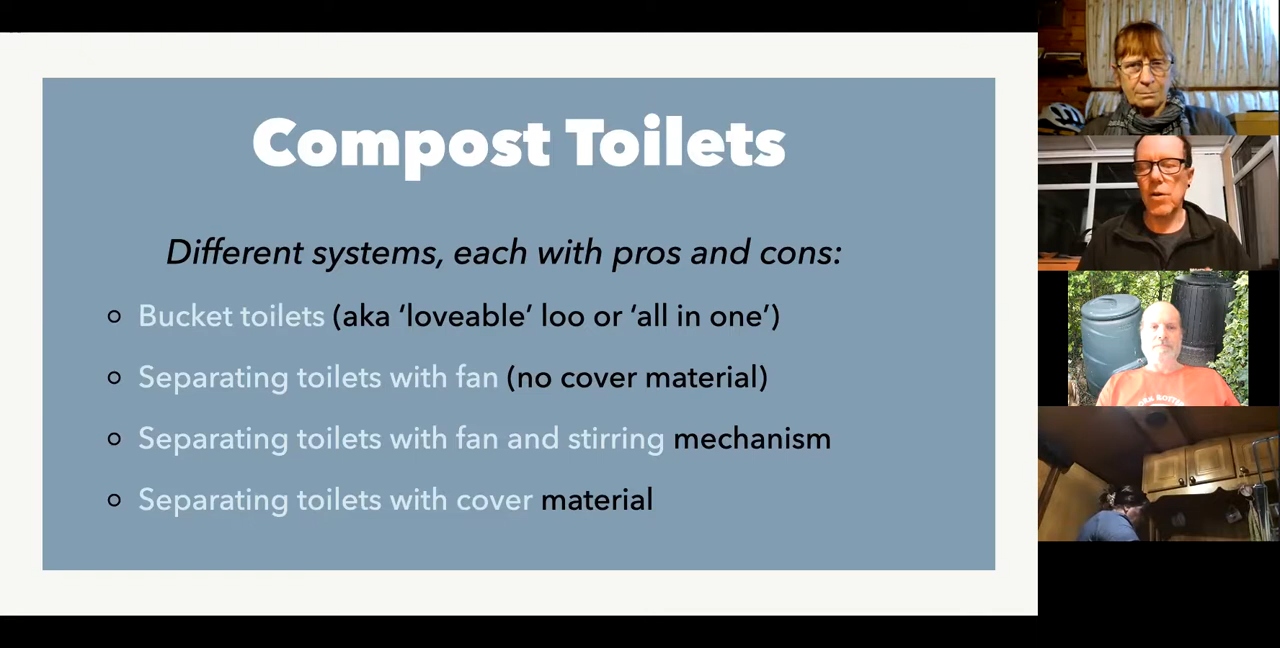 Compost Toilets
Different systems, each with pros and cons:
Bucket toilets (aka ‘loveable’ loo or ‘all in one’)
Separating toilets with fan (no cover material)
Separating toilets with fan and stirring mechanism
Separating toilets with cover material